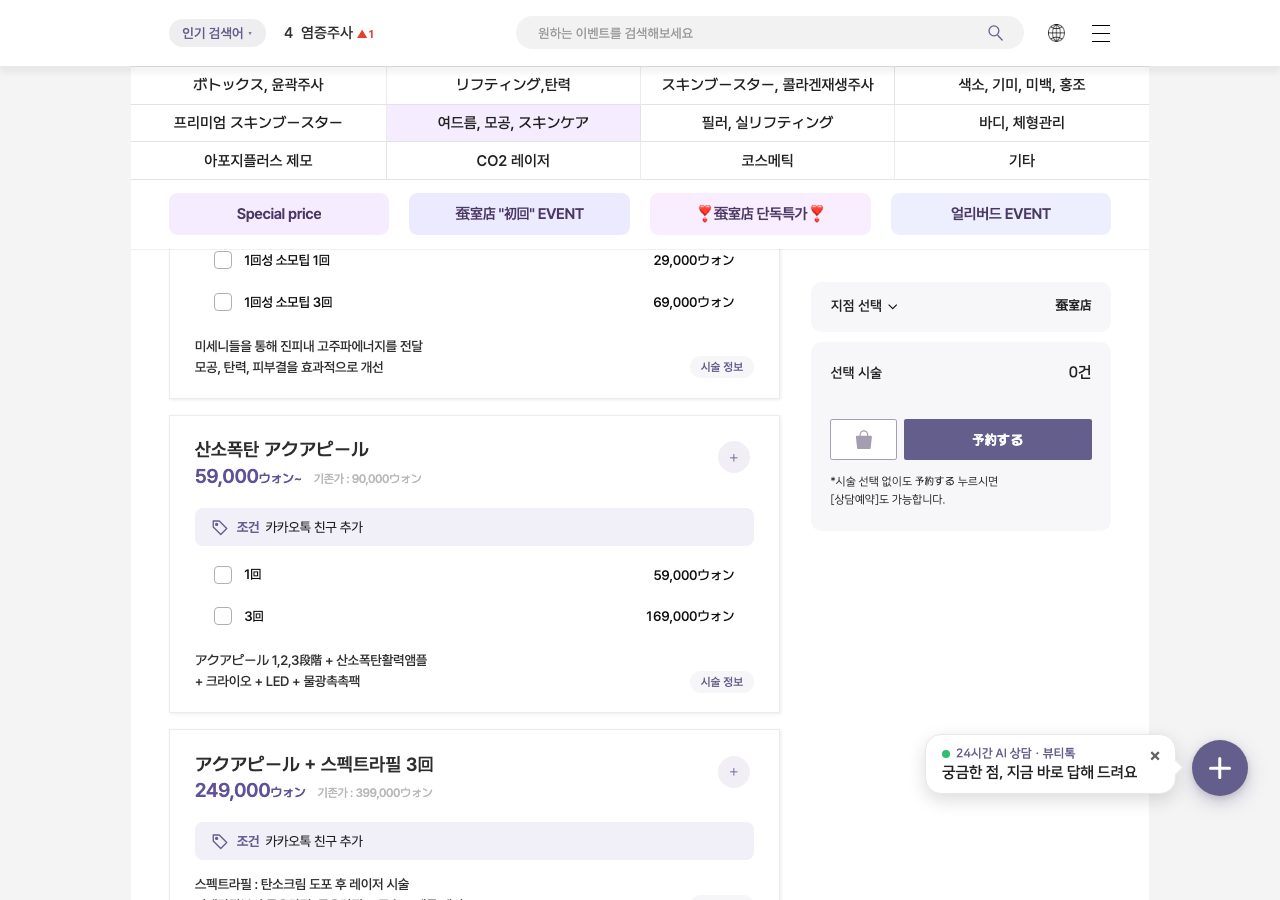 인기 검색어
4 염증주사 ▲1
원하는 이벤트를 검색해보세요
ボトックス, 윤곽주사
リフティング,탄력
スキンブースター, 콜라겐재생주사
색소, 기미, 미백, 홍조
프리미엄 スキンブースター
여드름, 모공, スキンケア
필러, 실リフティング
바디, 체형관리
아포지플러스 제모
CO2 레이저
코스메틱
기타
Special price
蚕室店 "初回" EVENT
❣️蚕室店 단독특가❣️
얼리버드 EVENT
1回성 소모팁 1回
29,000ウォン
1回성 소모팁 3回
69,000ウォン
미세니들을 통해 진피내 고주파에너지를 전달
모공, 탄력, 피부결을 효과적으로 개선
시술 정보
지점 선택
蚕室店
선택 시술
0건
予約する
*시술 선택 없이도 予約する 누르시면
[상담예약]도 가능합니다.
산소폭탄 アクアピール
59,000ウォン~ 기존가 : 90,000ウォン
조건 카카오톡 친구 추가
1回
59,000ウォン
3回
169,000ウォン
アクアピール 1,2,3段階 + 산소폭탄활력앰플
+ 크라이오 + LED + 물광촉촉팩
시술 정보
アクアピール + 스펙트라필 3回
249,000ウォン 기존가 : 399,000ウォン
조건 카카오톡 친구 추가
스펙트라필 : 탄소크림 도포 후 레이저 시술
24시간 AI 상담 · 뷰티톡
궁금한 점, 지금 바로 답해 드려요